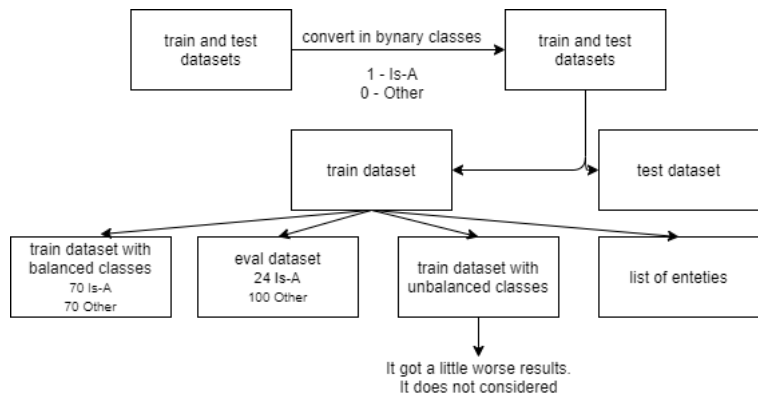 train and test
datasets
convert in bynary classes
1 - Is-A
0 - Other
train and test
datasets
train dataset
test dataset
train dataset with
balanced classes
70 Is-A
70 Other
eval dataset
24 Is-A
100 Other
train dataset with
unbalanced classes
list of enteties
It got a little worse results.
It does not considered